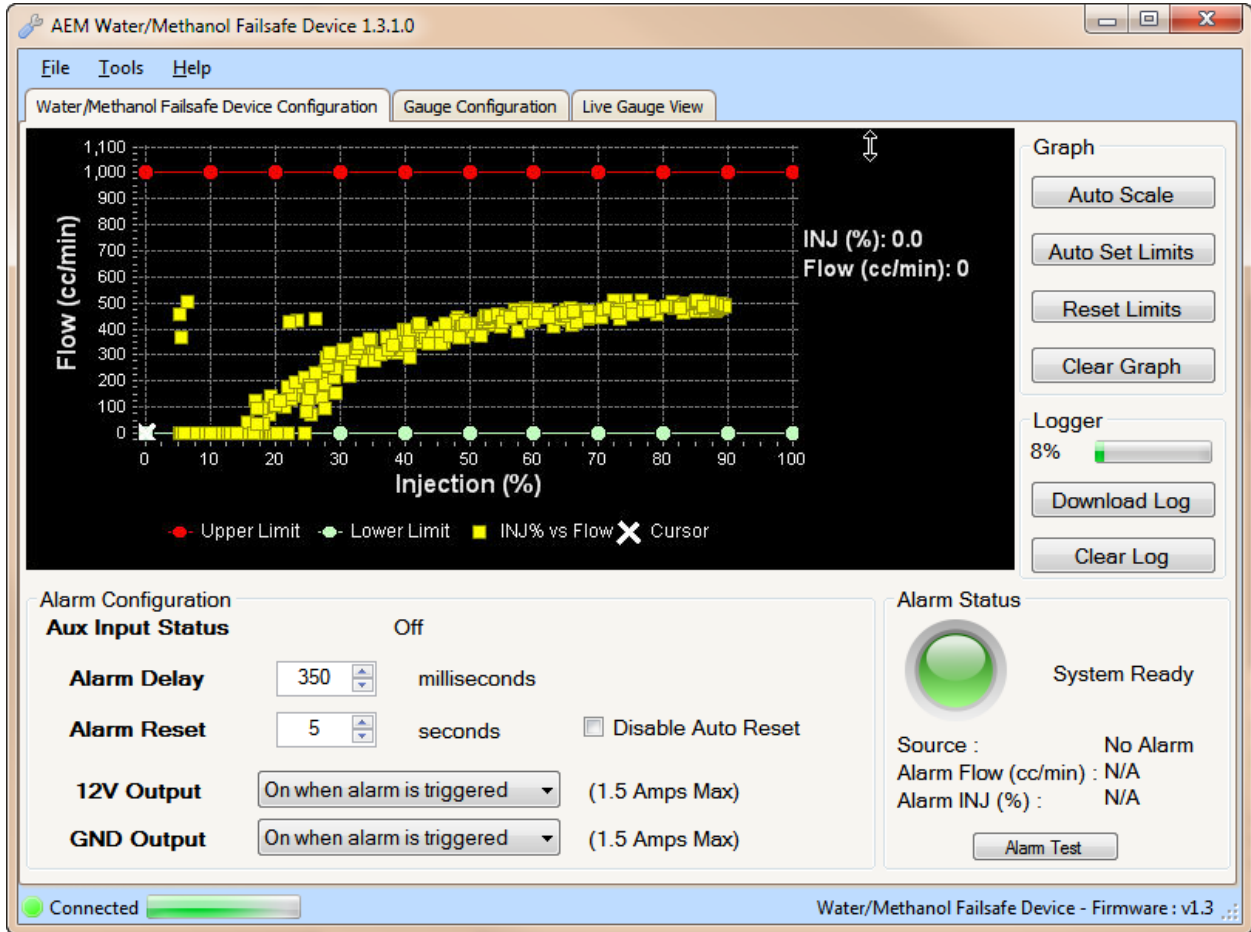 AEM Water/Methanol Failsafe Device 1.3.1.0
File Tools Help
Water/Methanol Failsafe Device Configuration Gauge Configuration Live Gauge View
1,100
1,000
900
800
700
600
500
400
300
200
100
0
Flow (cc/min)
0 10 20 30 40 50 60 70 80 90 100
Injection (%)
INJ (%): 0.0
Flow (cc/min): 0
Upper Limit Lower Limit INJ% vs Flow Cursor
Graph
Auto Scale
Auto Set Limits
Reset Limits
Clear Graph
Logger
8%
Download Log
Clear Log
Alarm Configuration
Aux Input Status Off
Alarm Delay 350 milliseconds
Alarm Reset 5 seconds Disable Auto Reset
12V Output On when alarm is triggered (1.5 Amps Max)
GND Output On when alarm is triggered (1.5 Amps Max)
Alarm Status
System Ready
Source : No Alarm
Alarm Flow (cc/min) : N/A
Alarm INJ (%) : N/A
Alarm Test
Connected
Water/Methanol Failsafe Device - Firmware : v1.3